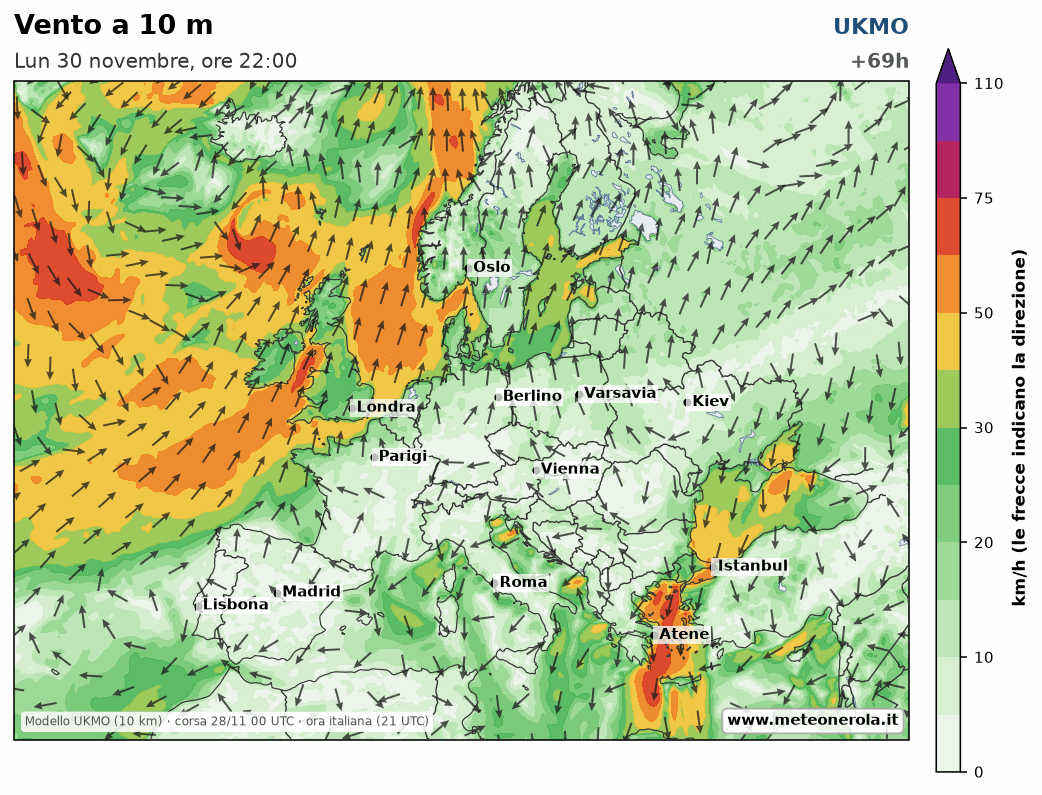 Vento a 10 m
UKMO
Lun 30 novembre, ore 22:00
+69h
110
75
50
30
20
10
0
km/h (le frecce indicano la direzione)
Oslo
Berlino
Varsavia
Kiev
Londra
Parigi
Vienna
Istanbul
Roma
Madrid
Lisbona
Atene
Modello UKMO (10 km) · corsa 28/11 00 UTC · ora italiana (21 UTC)
www.meteonerola.it